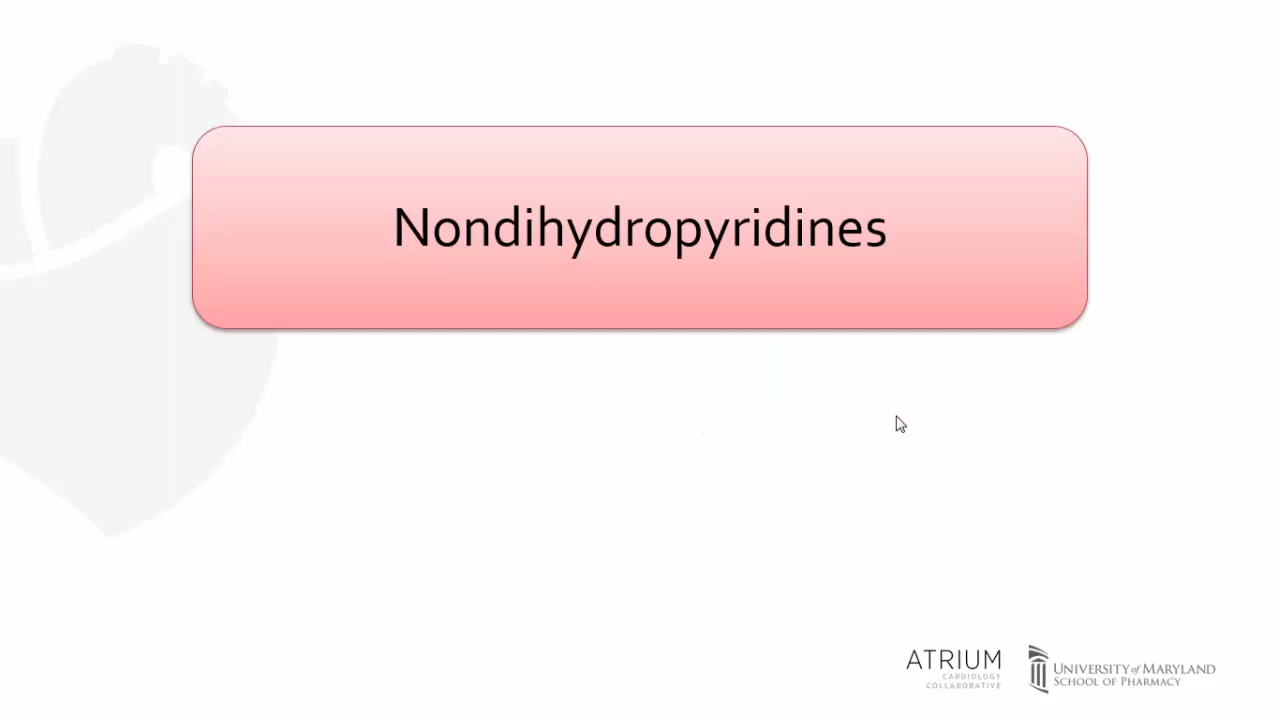 Nondihydropyridines
ATRIUM
CARDIOLOGY
COLLABORATIVE
UNIVERSITY of MARYLAND
SCHOOL OF PHARMACY